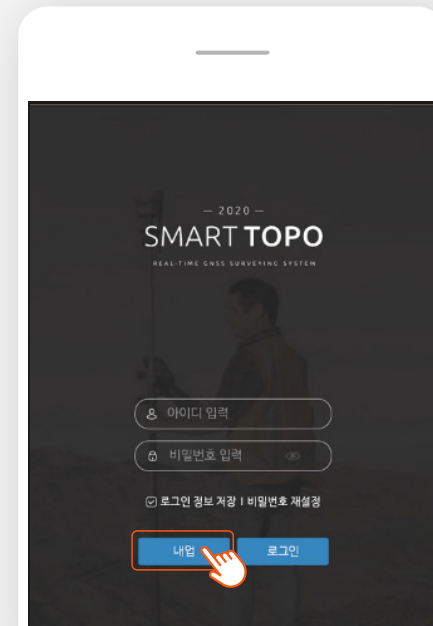 — 2020 —
SMART TOPO
REAL-TIME GNSS SURVEYING SYSTEM
아이디 입력
비밀번호 입력
로그인 정보 저장 I 비밀번호 재설정
내업
로그인